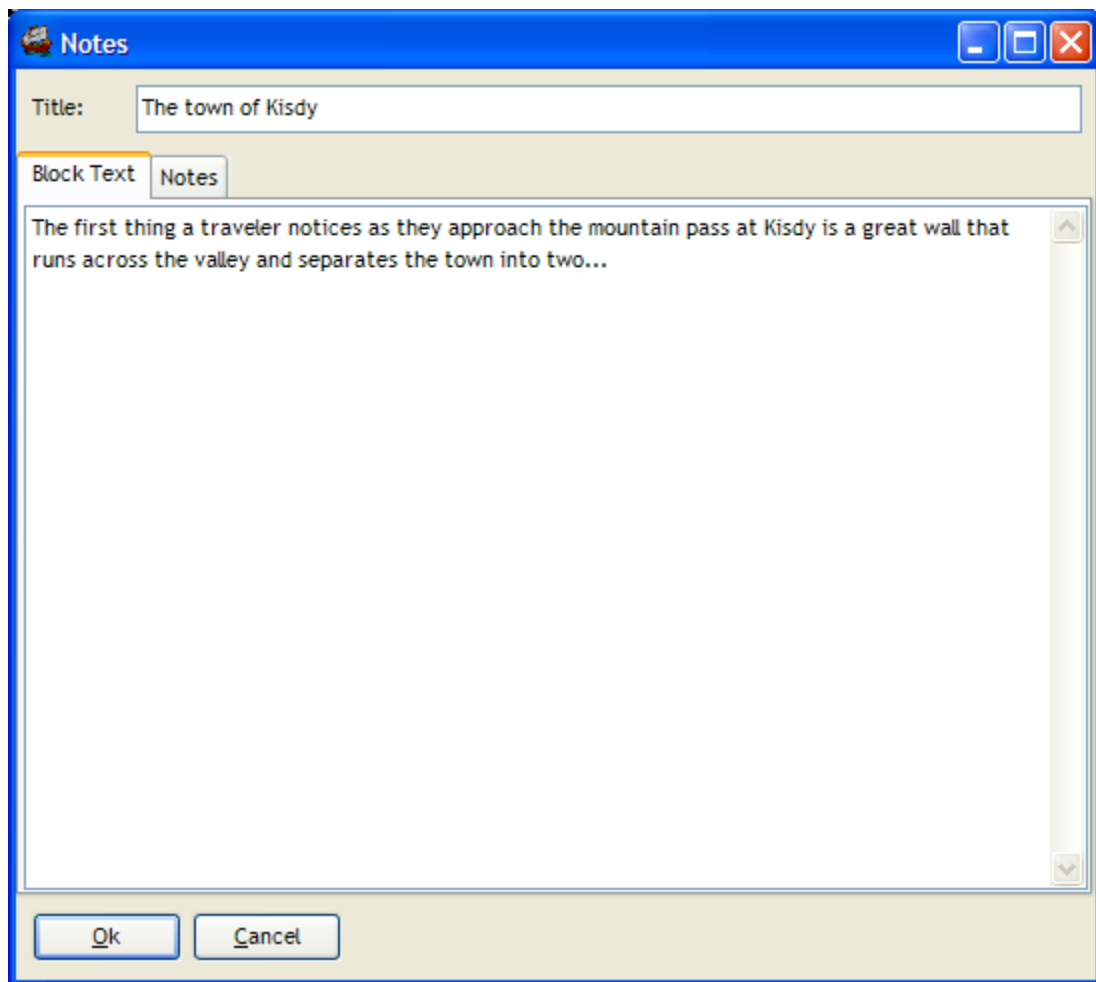 Notes
Title: The town of Kisdy
Block Text Notes
The first thing a traveler notices as they approach the mountain pass at Kisdy is a great wall that
runs across the valley and separates the town into two...
Ok Cancel